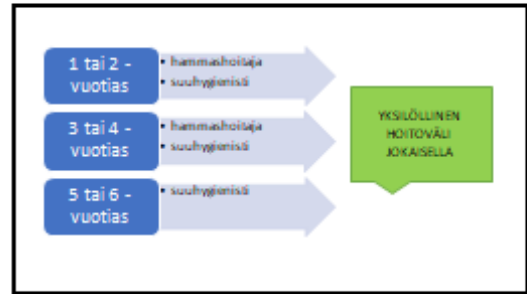 1 tai 2 -
vuotias
• hammashoitaja
• suuhygienisti
3 tai 4 -
vuotias
• hammashoitaja
• suuhygienisti
5 tai 6 -
vuotias
• suuhygienisti
YKSILÖLLINEN
HOITOVÄLI
JOKAISELLA